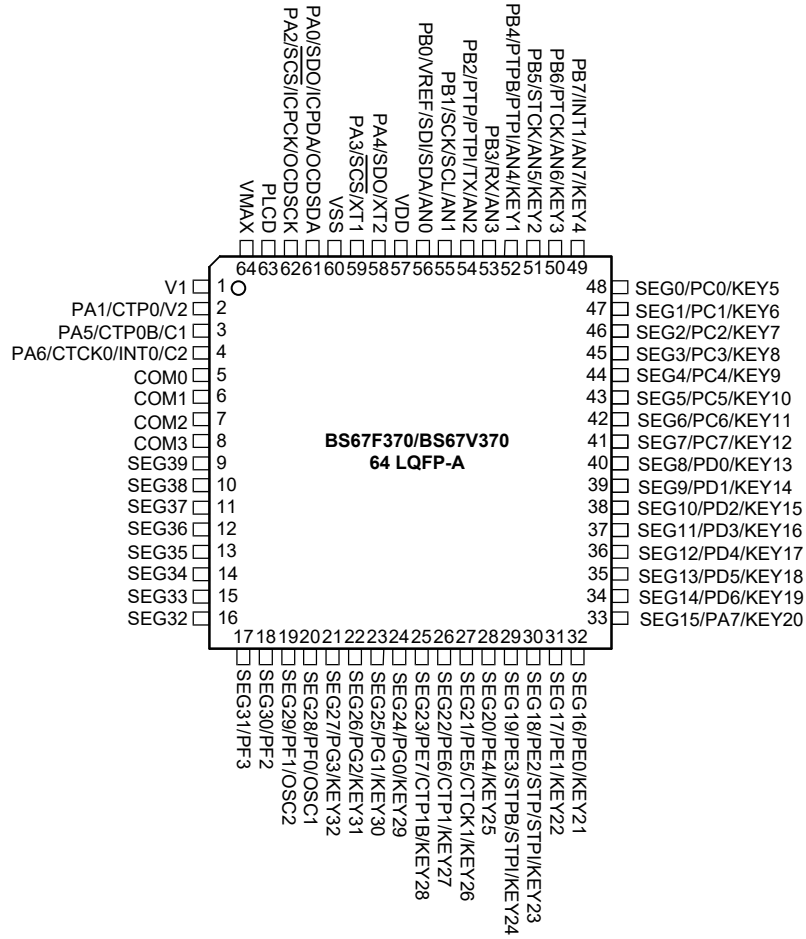 PA0/SDO/ICPDA/OCDSDA
PA2/SCS/ICPCK/OCDSCK
PLCD
VMAX
VSS
PA3/SCS/XT1
PA4/SDO/XT2
VDD
PB0/VREF/SDI/SDA/AN0
PB1/SCK/SCL/AN1
PB2/PTP/PTPI/TX/AN2
PB3/RX/AN3
PB4/PTPB/PTPI/AN4/KEY1
PB5/STCK/AN5/KEY2
PB6/PTCK/AN6/KEY3
PB7/INT1/AN7/KEY4
64 63 62 61 60 59 58 57 56 55 54 53 52 51 50 49
V1 1 48 SEG0/PC0/KEY5
PA1/CTP0/V2 2 47 SEG1/PC1/KEY6
PA5/CTP0B/C1 3 46 SEG2/PC2/KEY7
PA6/CTCK0/INT0/C2 4 45 SEG3/PC3/KEY8
COM0 5 44 SEG4/PC4/KEY9
COM1 6 43 SEG5/PC5/KEY10
COM2 7 42 SEG6/PC6/KEY11
COM3 8 41 SEG7/PC7/KEY12
BS67F370/BS67V370
64 LQFP-A
SEG39 9 40 SEG8/PD0/KEY13
SEG38 10 39 SEG9/PD1/KEY14
SEG37 11 38 SEG10/PD2/KEY15
SEG36 12 37 SEG11/PD3/KEY16
SEG35 13 36 SEG12/PD4/KEY17
SEG34 14 35 SEG13/PD5/KEY18
SEG33 15 34 SEG14/PD6/KEY19
SEG32 16 33 SEG15/PA7/KEY20
17 18 19 20 21 22 23 24 25 26 27 28 29 30 31 32
SEG31/PF3
SEG30/PF2
SEG29/PF1/OSC2
SEG28/PF0/OSC1
SEG27/PG3/KEY32
SEG26/PG2/KEY31
SEG25/PG1/KEY30
SEG24/PG0/KEY29
SEG23/PE7/CTP1B/KEY28
SEG22/PE6/CTP1/KEY27
SEG21/PE5/CTCK1/KEY26
SEG20/PE4/KEY25
SEG19/PE3/STPB/STPI/KEY24
SEG18/PE2/STP/STPI/KEY23
SEG17/PE1/KEY22
SEG16/PE0/KEY21